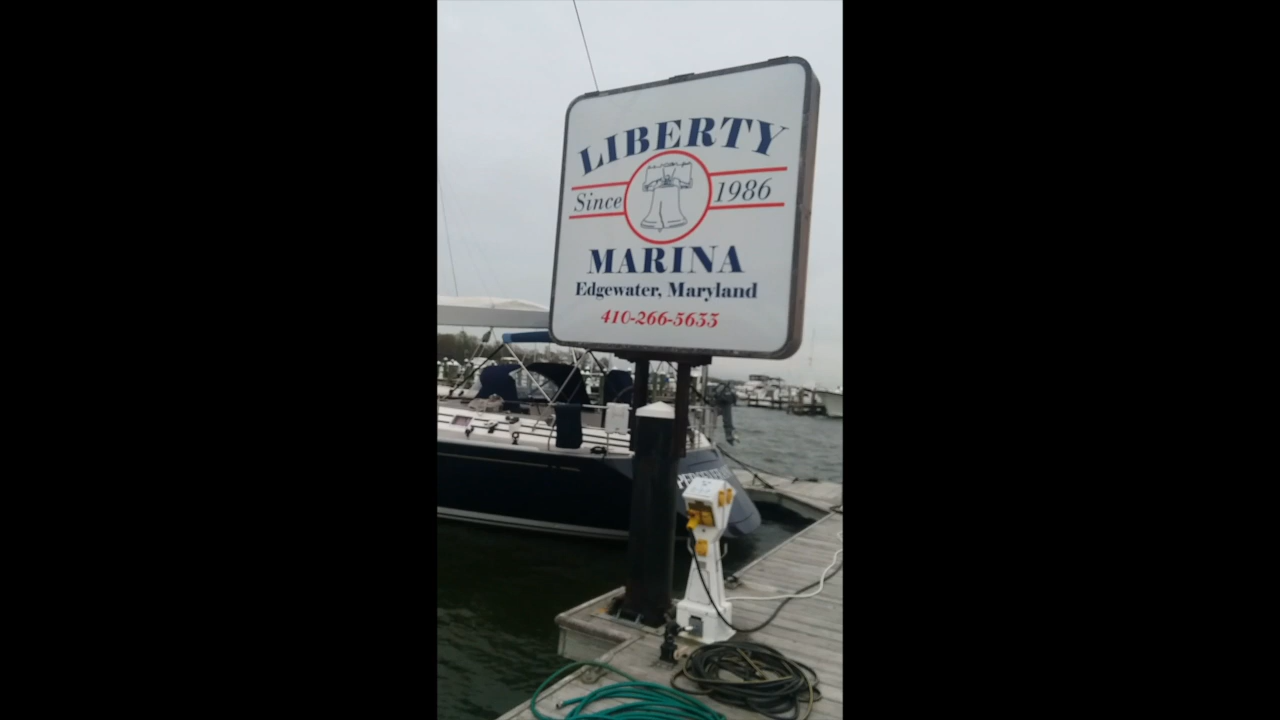 LIBERTY
Since 1986
MARINA
Edgewater, Maryland
410-266-5633